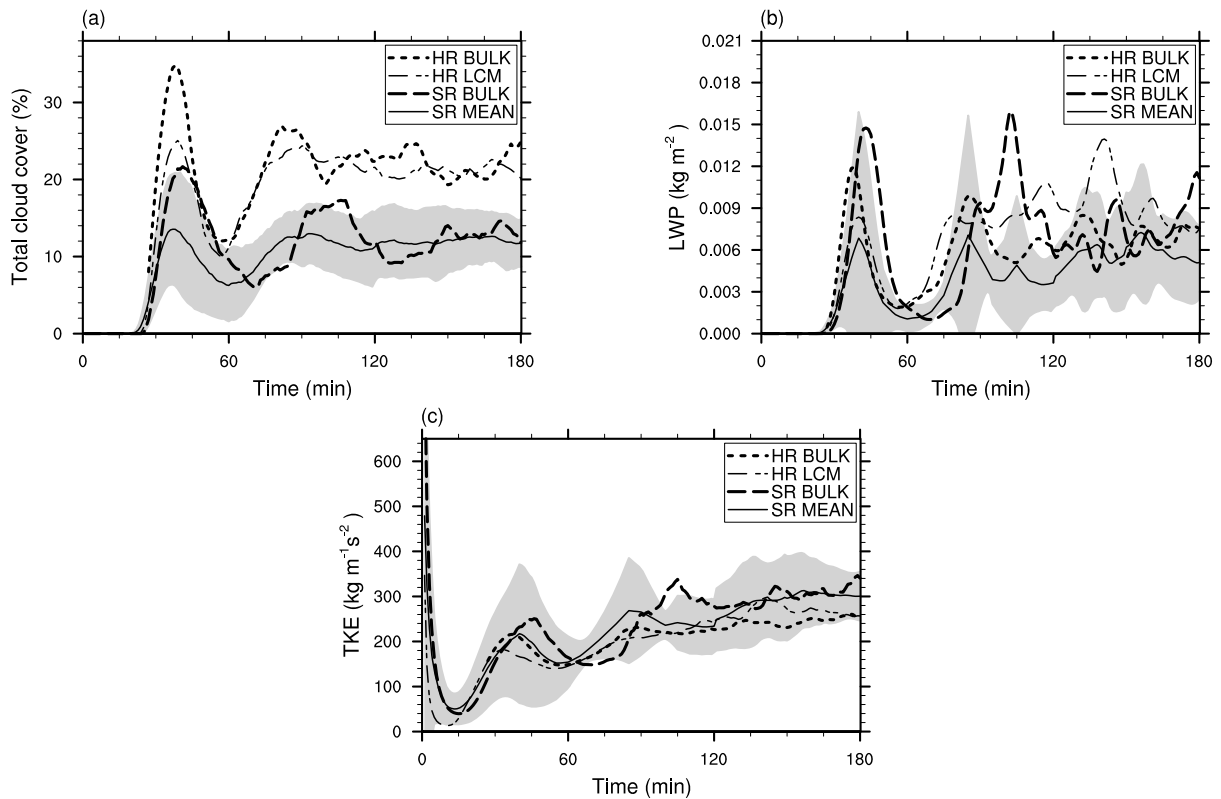 (a)
Total cloud cover (%)
30
20
10
0
HR BULK
HR LCM
SR BULK
SR MEAN
0 60 120 180
Time (min)
(b)
LWP (kg m⁻²)
0.021
0.018
0.015
0.012
0.009
0.006
0.003
0.000
HR BULK
HR LCM
SR BULK
SR MEAN
0 60 120 180
Time (min)
(c)
TKE (kg m⁻¹s⁻²)
600
500
400
300
200
100
0
HR BULK
HR LCM
SR BULK
SR MEAN
0 60 120 180
Time (min)